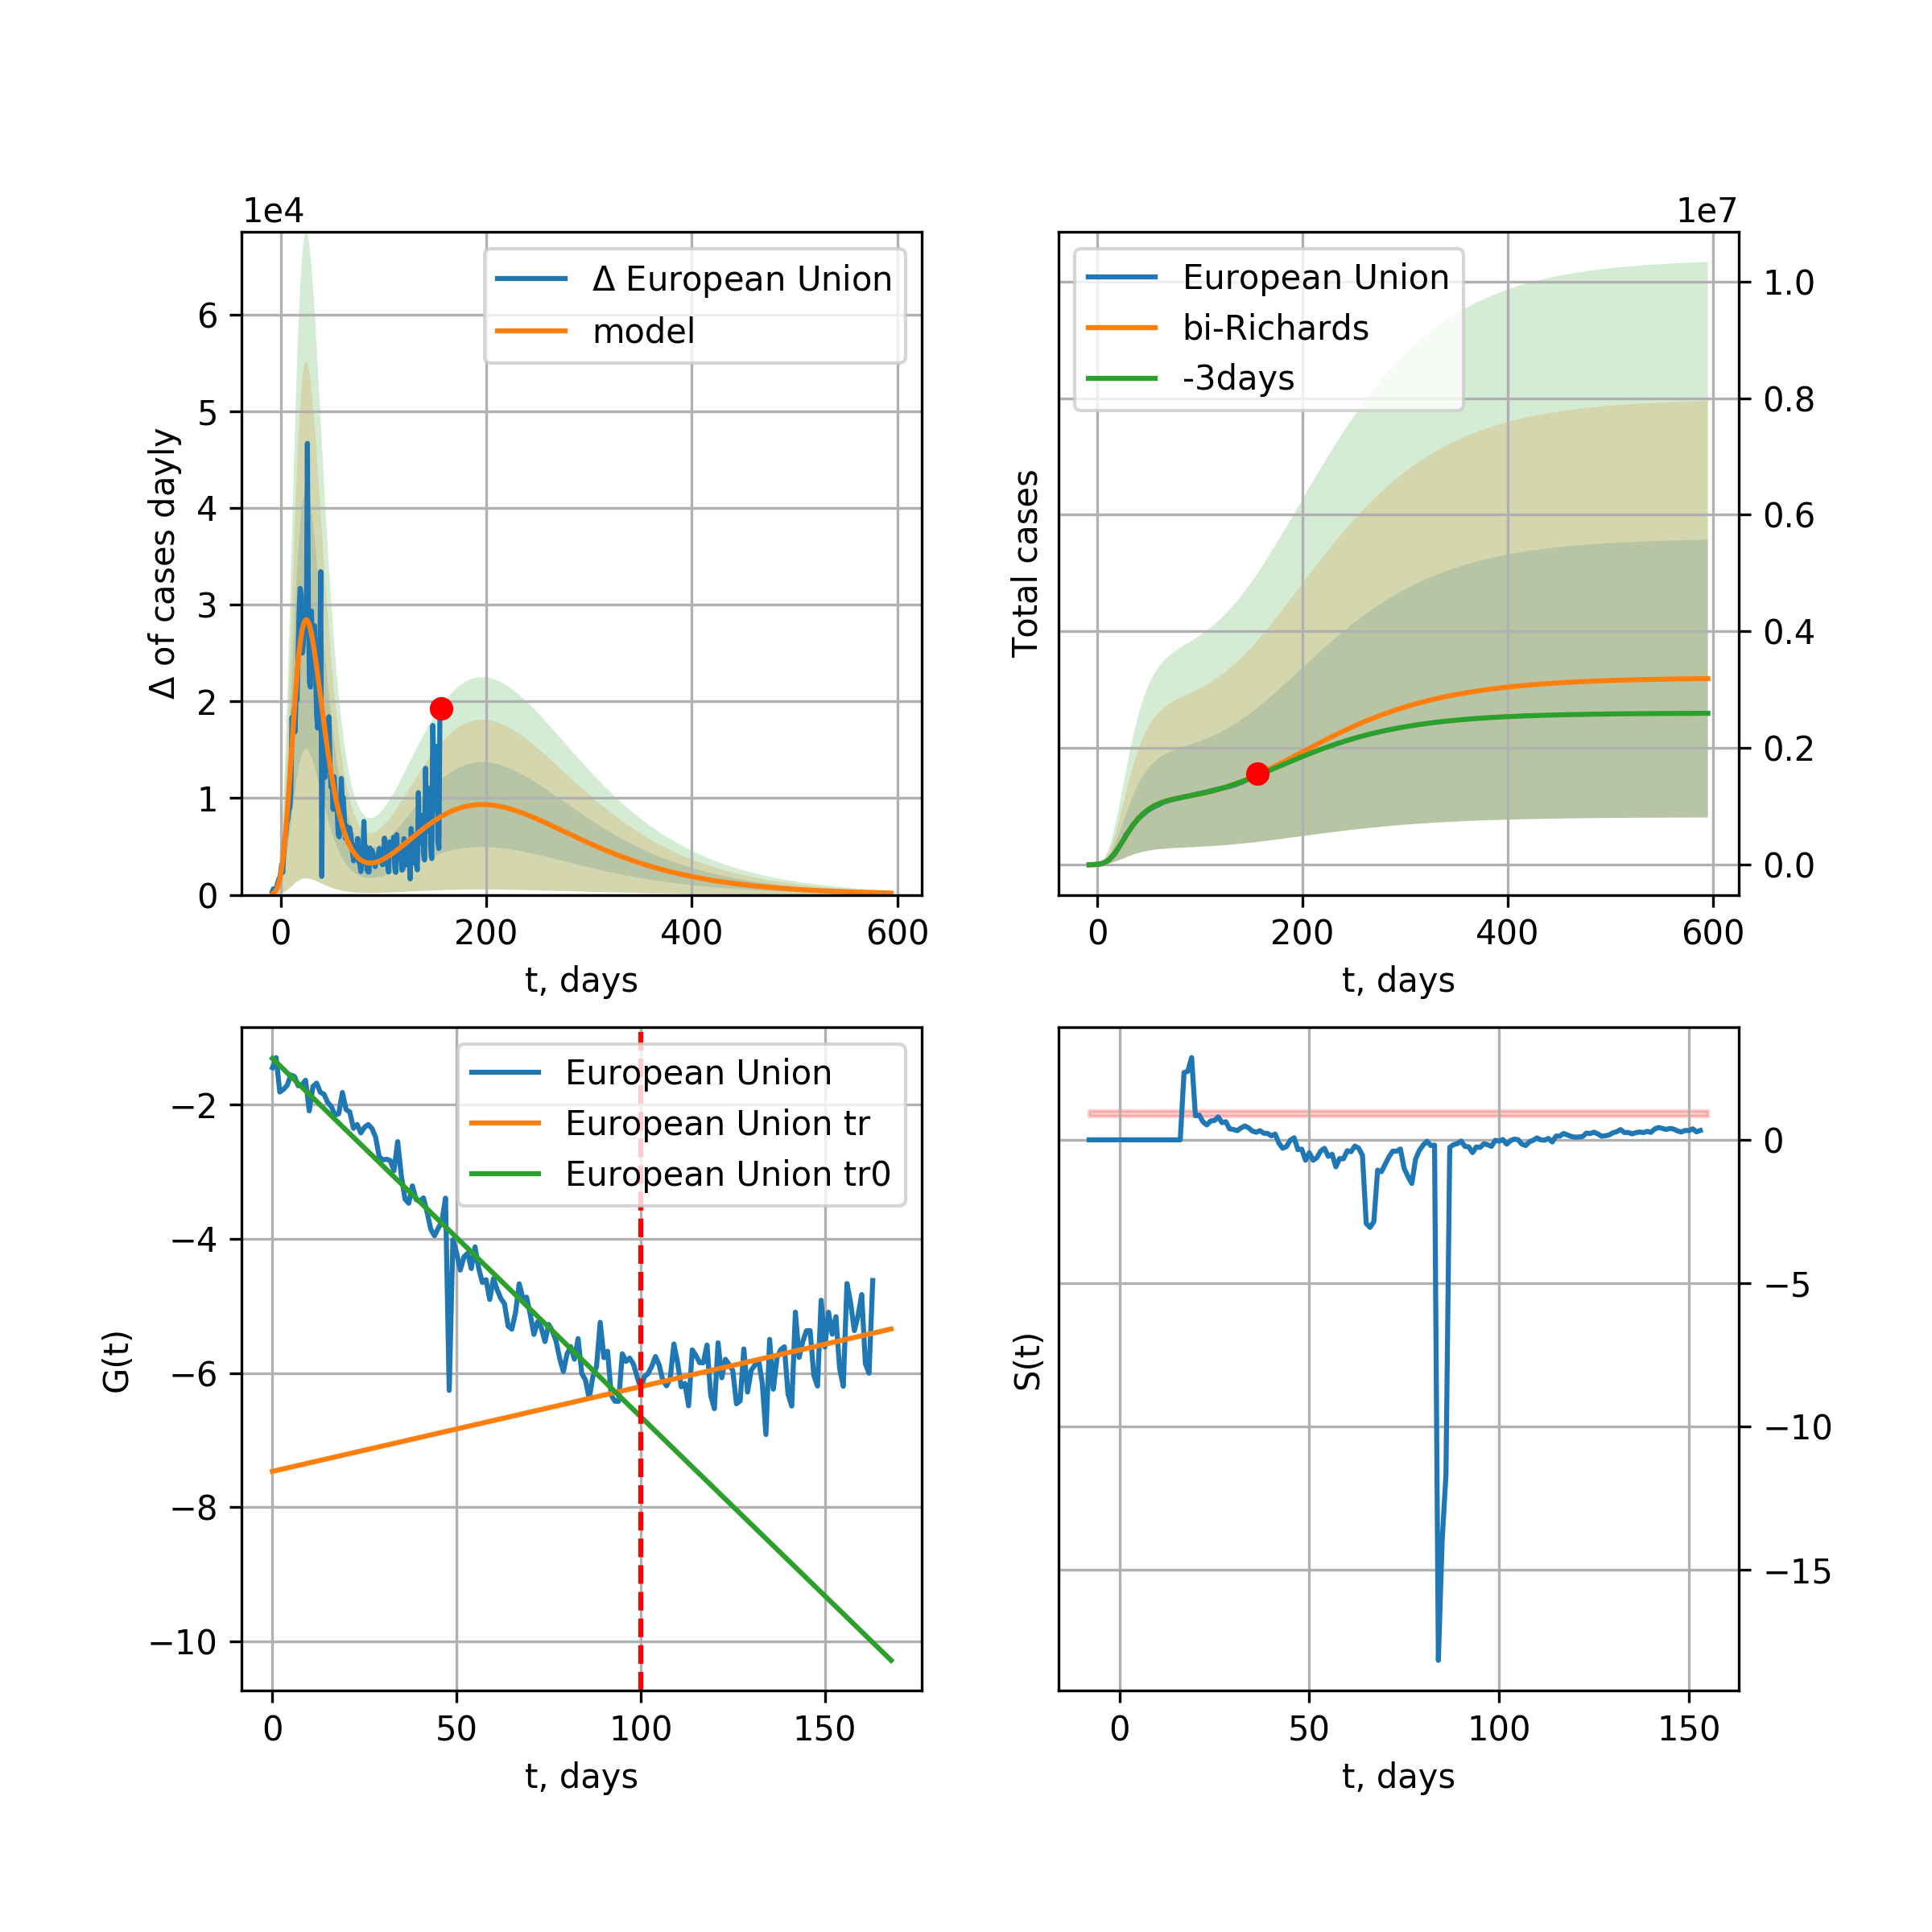 1e4
Δ European Union
model
6
5
4
3
2
1
0
Δ of cases dayly
0
200
400
600
t, days
1e7
European Union
bi-Richards
-3days
Total cases
1.0
0.8
0.6
0.4
0.2
0.0
0
200
400
600
t, days
European Union
European Union tr
European Union tr0
−2
−4
−6
−8
−10
G(t)
0
50
100
150
t, days
S(t)
0
−5
−10
−15
0
50
100
150
t, days